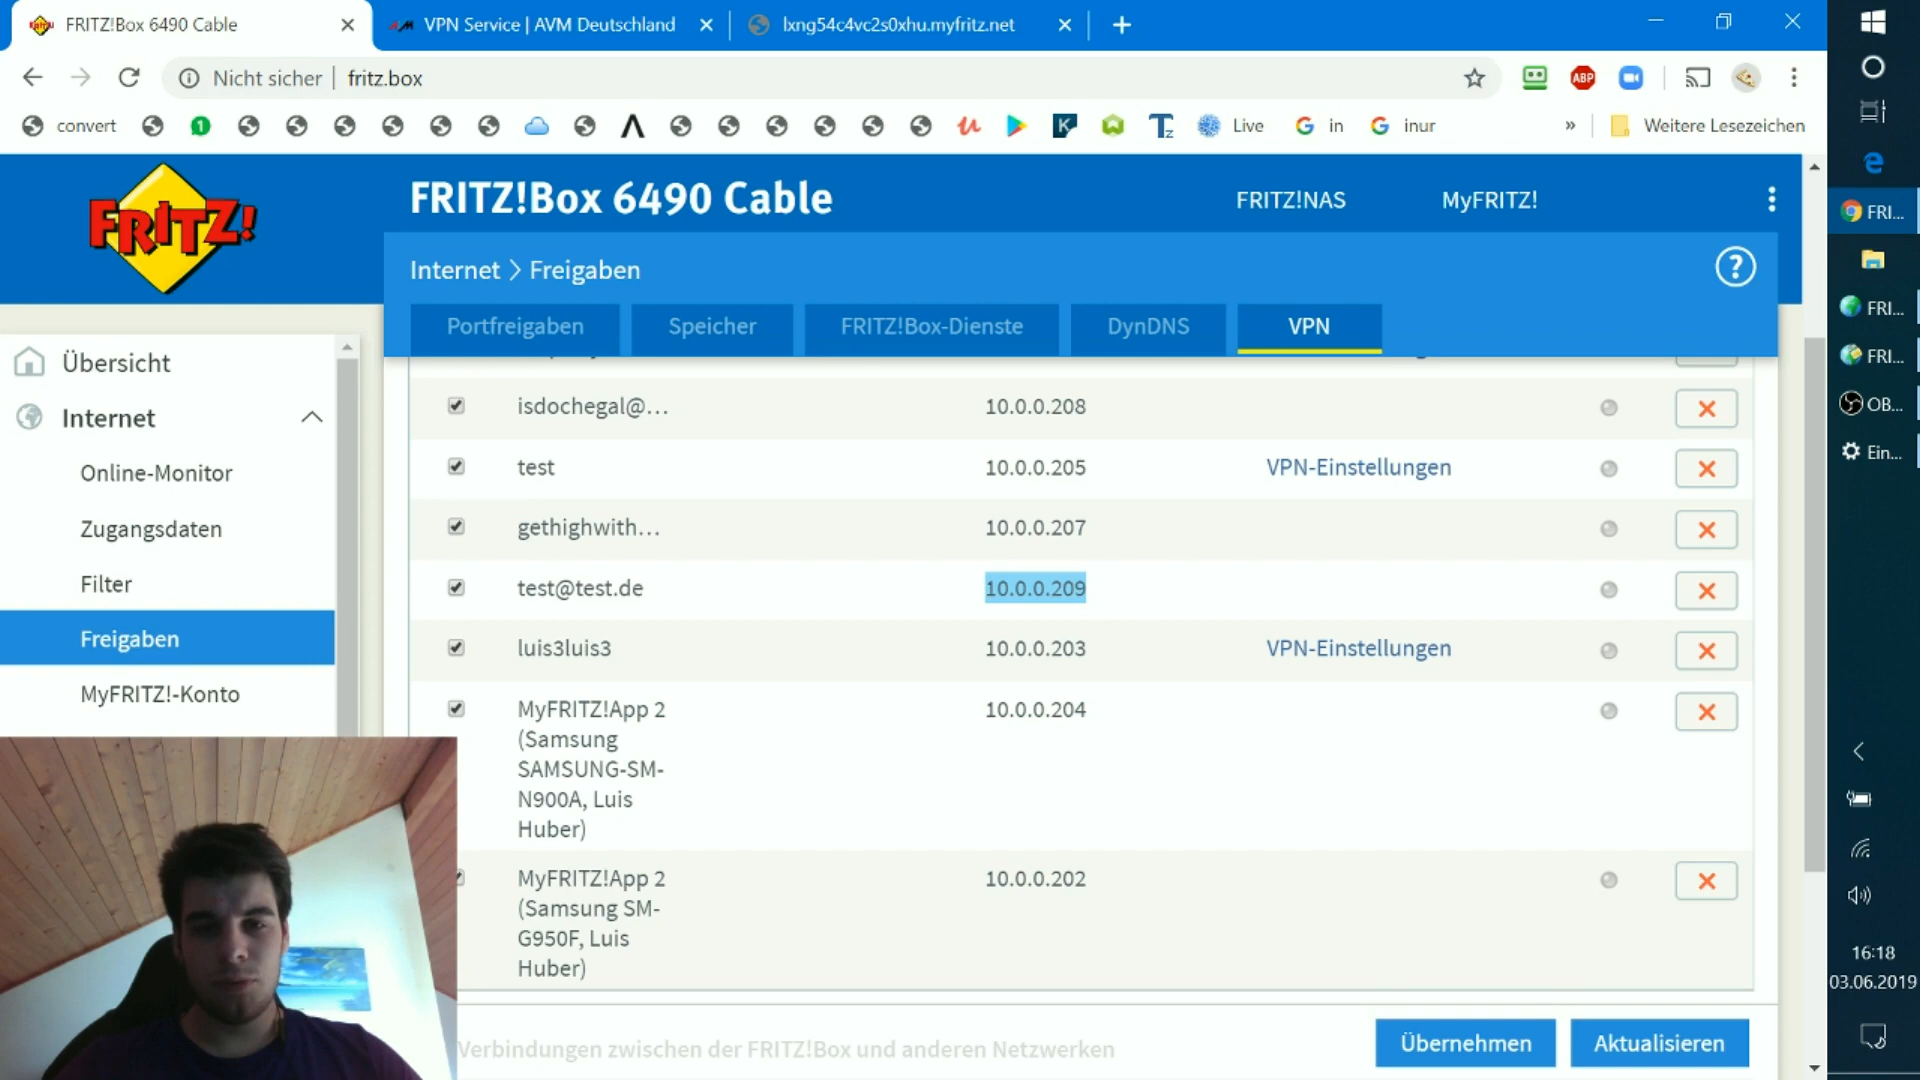 FRITZ!Box 6490 Cable
VPN Service | AVM Deutschland
lxng54c4vc2s0xhu.myfritz.net
Nicht sicher
fritz.box
ABP
convert
Live
in
inur
»
Weitere Lesezeichen
FRITZ!
FRITZ!Box 6490 Cable
FRITZ!NAS
MyFRITZ!
Internet > Freigaben
Portfreigaben
Speicher
FRITZ!Box-Dienste
DynDNS
VPN
Übersicht
Internet
Online-Monitor
Zugangsdaten
Filter
Freigaben
MyFRITZ!-Konto
isdochegal@... 10.0.0.208
test 10.0.0.205 VPN-Einstellungen
gethighwith... 10.0.0.207
test@test.de 10.0.0.209
luis3luis3 10.0.0.203 VPN-Einstellungen
MyFRITZ!App 2 10.0.0.204
(Samsung
SAMSUNG-SM-
N900A, Luis
Huber)
MyFRITZ!App 2 10.0.0.202
(Samsung SM-
G950F, Luis
Huber)
Verbindungen zwischen der FRITZ!Box und anderen Netzwerken
Übernehmen
Aktualisieren
FRI...
FRI...
FRI...
OB...
Ein...
16:18
03.06.2019